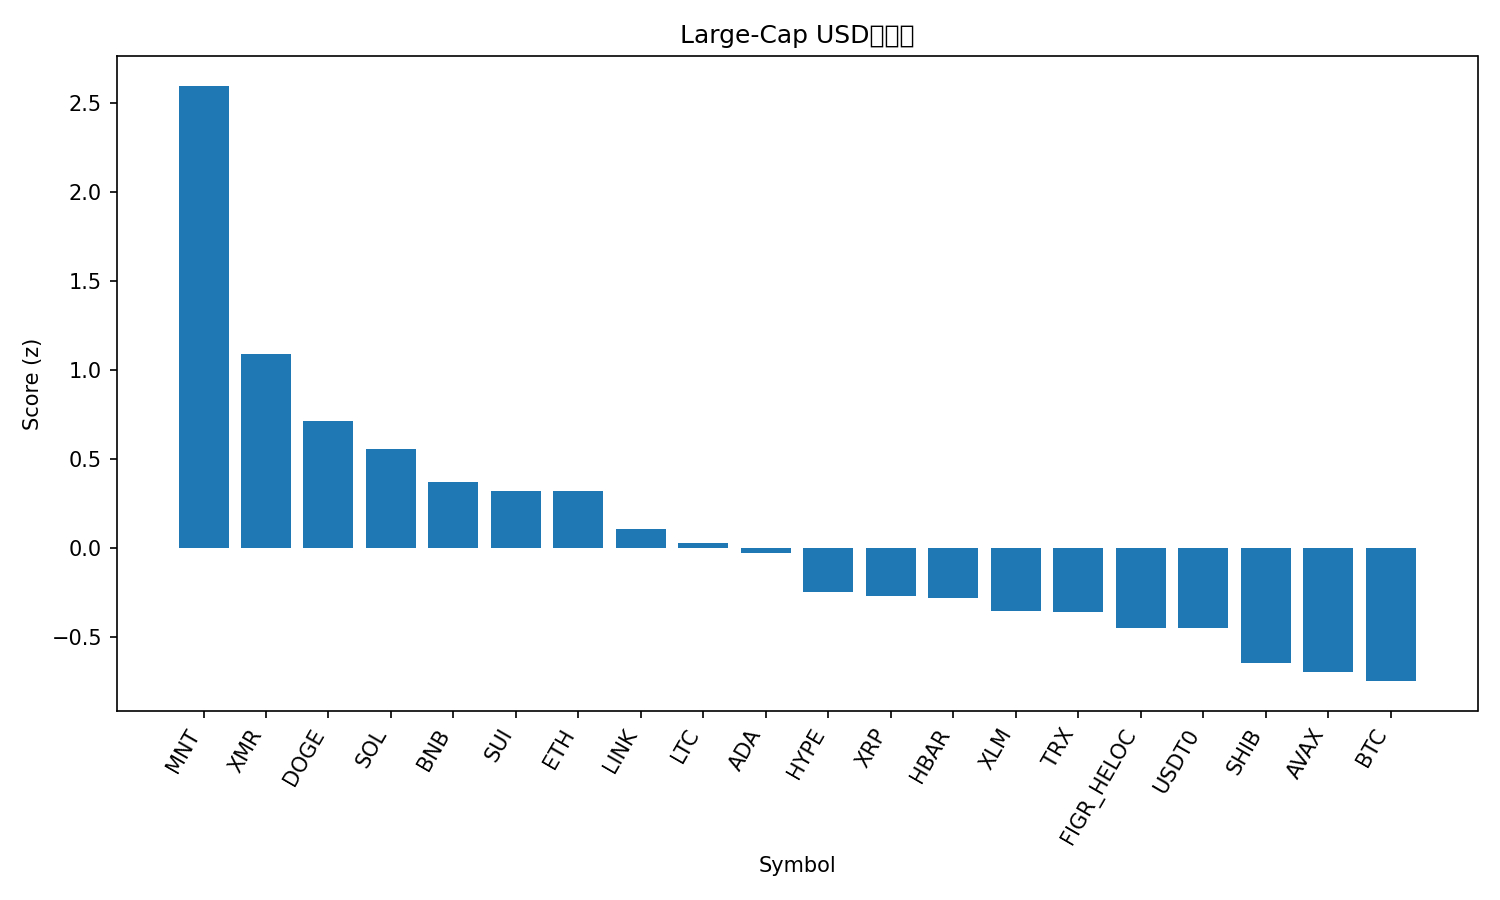 Large-Cap USD
Score (z)
2.5
2.0
1.5
1.0
0.5
0.0
−0.5
MNT
XMR
DOGE
SOL
BNB
SUI
ETH
LINK
LTC
ADA
HYPE
XRP
HBAR
XLM
TRX
FIGR_HELOC
USDT0
SHIB
AVAX
BTC
Symbol